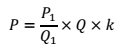 P = P₁/Q₁ × Q × k